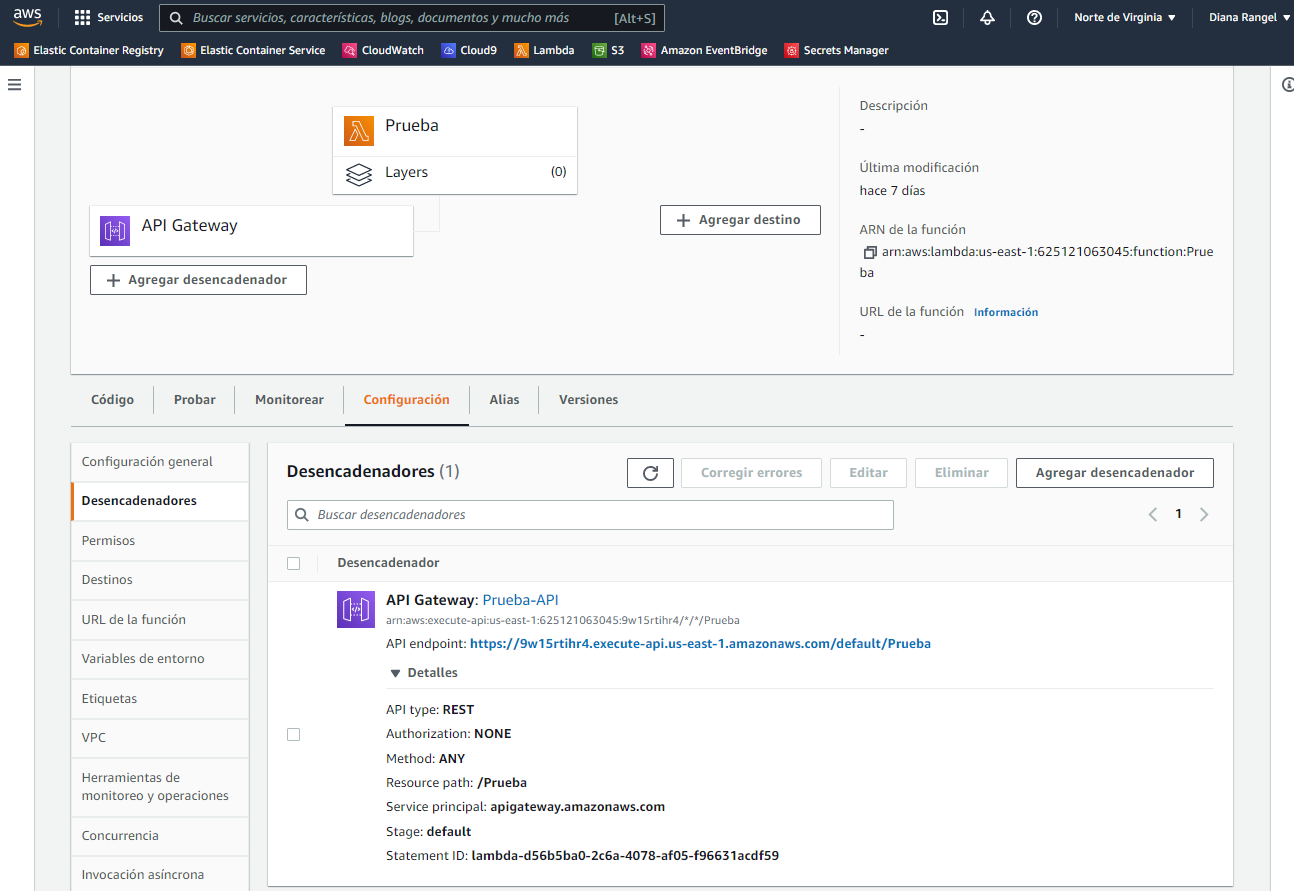 aws
Servicios
Buscar servicios, características, blogs, documentos y mucho más
[Alt+S]
Norte de Virginia
Diana Rangel
Elastic Container Registry
Elastic Container Service
CloudWatch
Cloud9
Lambda
S3
Amazon EventBridge
Secrets Manager
Prueba
Layers
(0)
API Gateway
Agregar desencadenador
Agregar destino
Descripción
-
Última modificación
hace 7 días
ARN de la función
arn:aws:lambda:us-east-1:625121063045:function:Prue
ba
URL de la función Información
-
Código
Probar
Monitorear
Configuración
Alias
Versiones
Configuración general
Desencadenadores
Permisos
Destinos
URL de la función
Variables de entorno
Etiquetas
VPC
Herramientas de
monitoreo y operaciones
Concurrencia
Invocación asíncrona
Desencadenadores (1)
Corregir errores
Editar
Eliminar
Agregar desencadenador
Buscar desencadenadores
1
Desencadenador
API Gateway: Prueba-API
arn:aws:execute-api:us-east-1:625121063045:9w15rtihr4/*/*/Prueba
API endpoint: https://9w15rtihr4.execute-api.us-east-1.amazonaws.com/default/Prueba
Detalles
API type: REST
Authorization: NONE
Method: ANY
Resource path: /Prueba
Service principal: apigateway.amazonaws.com
Stage: default
Statement ID: lambda-d56b5ba0-2c6a-4078-af05-f96631acdf59